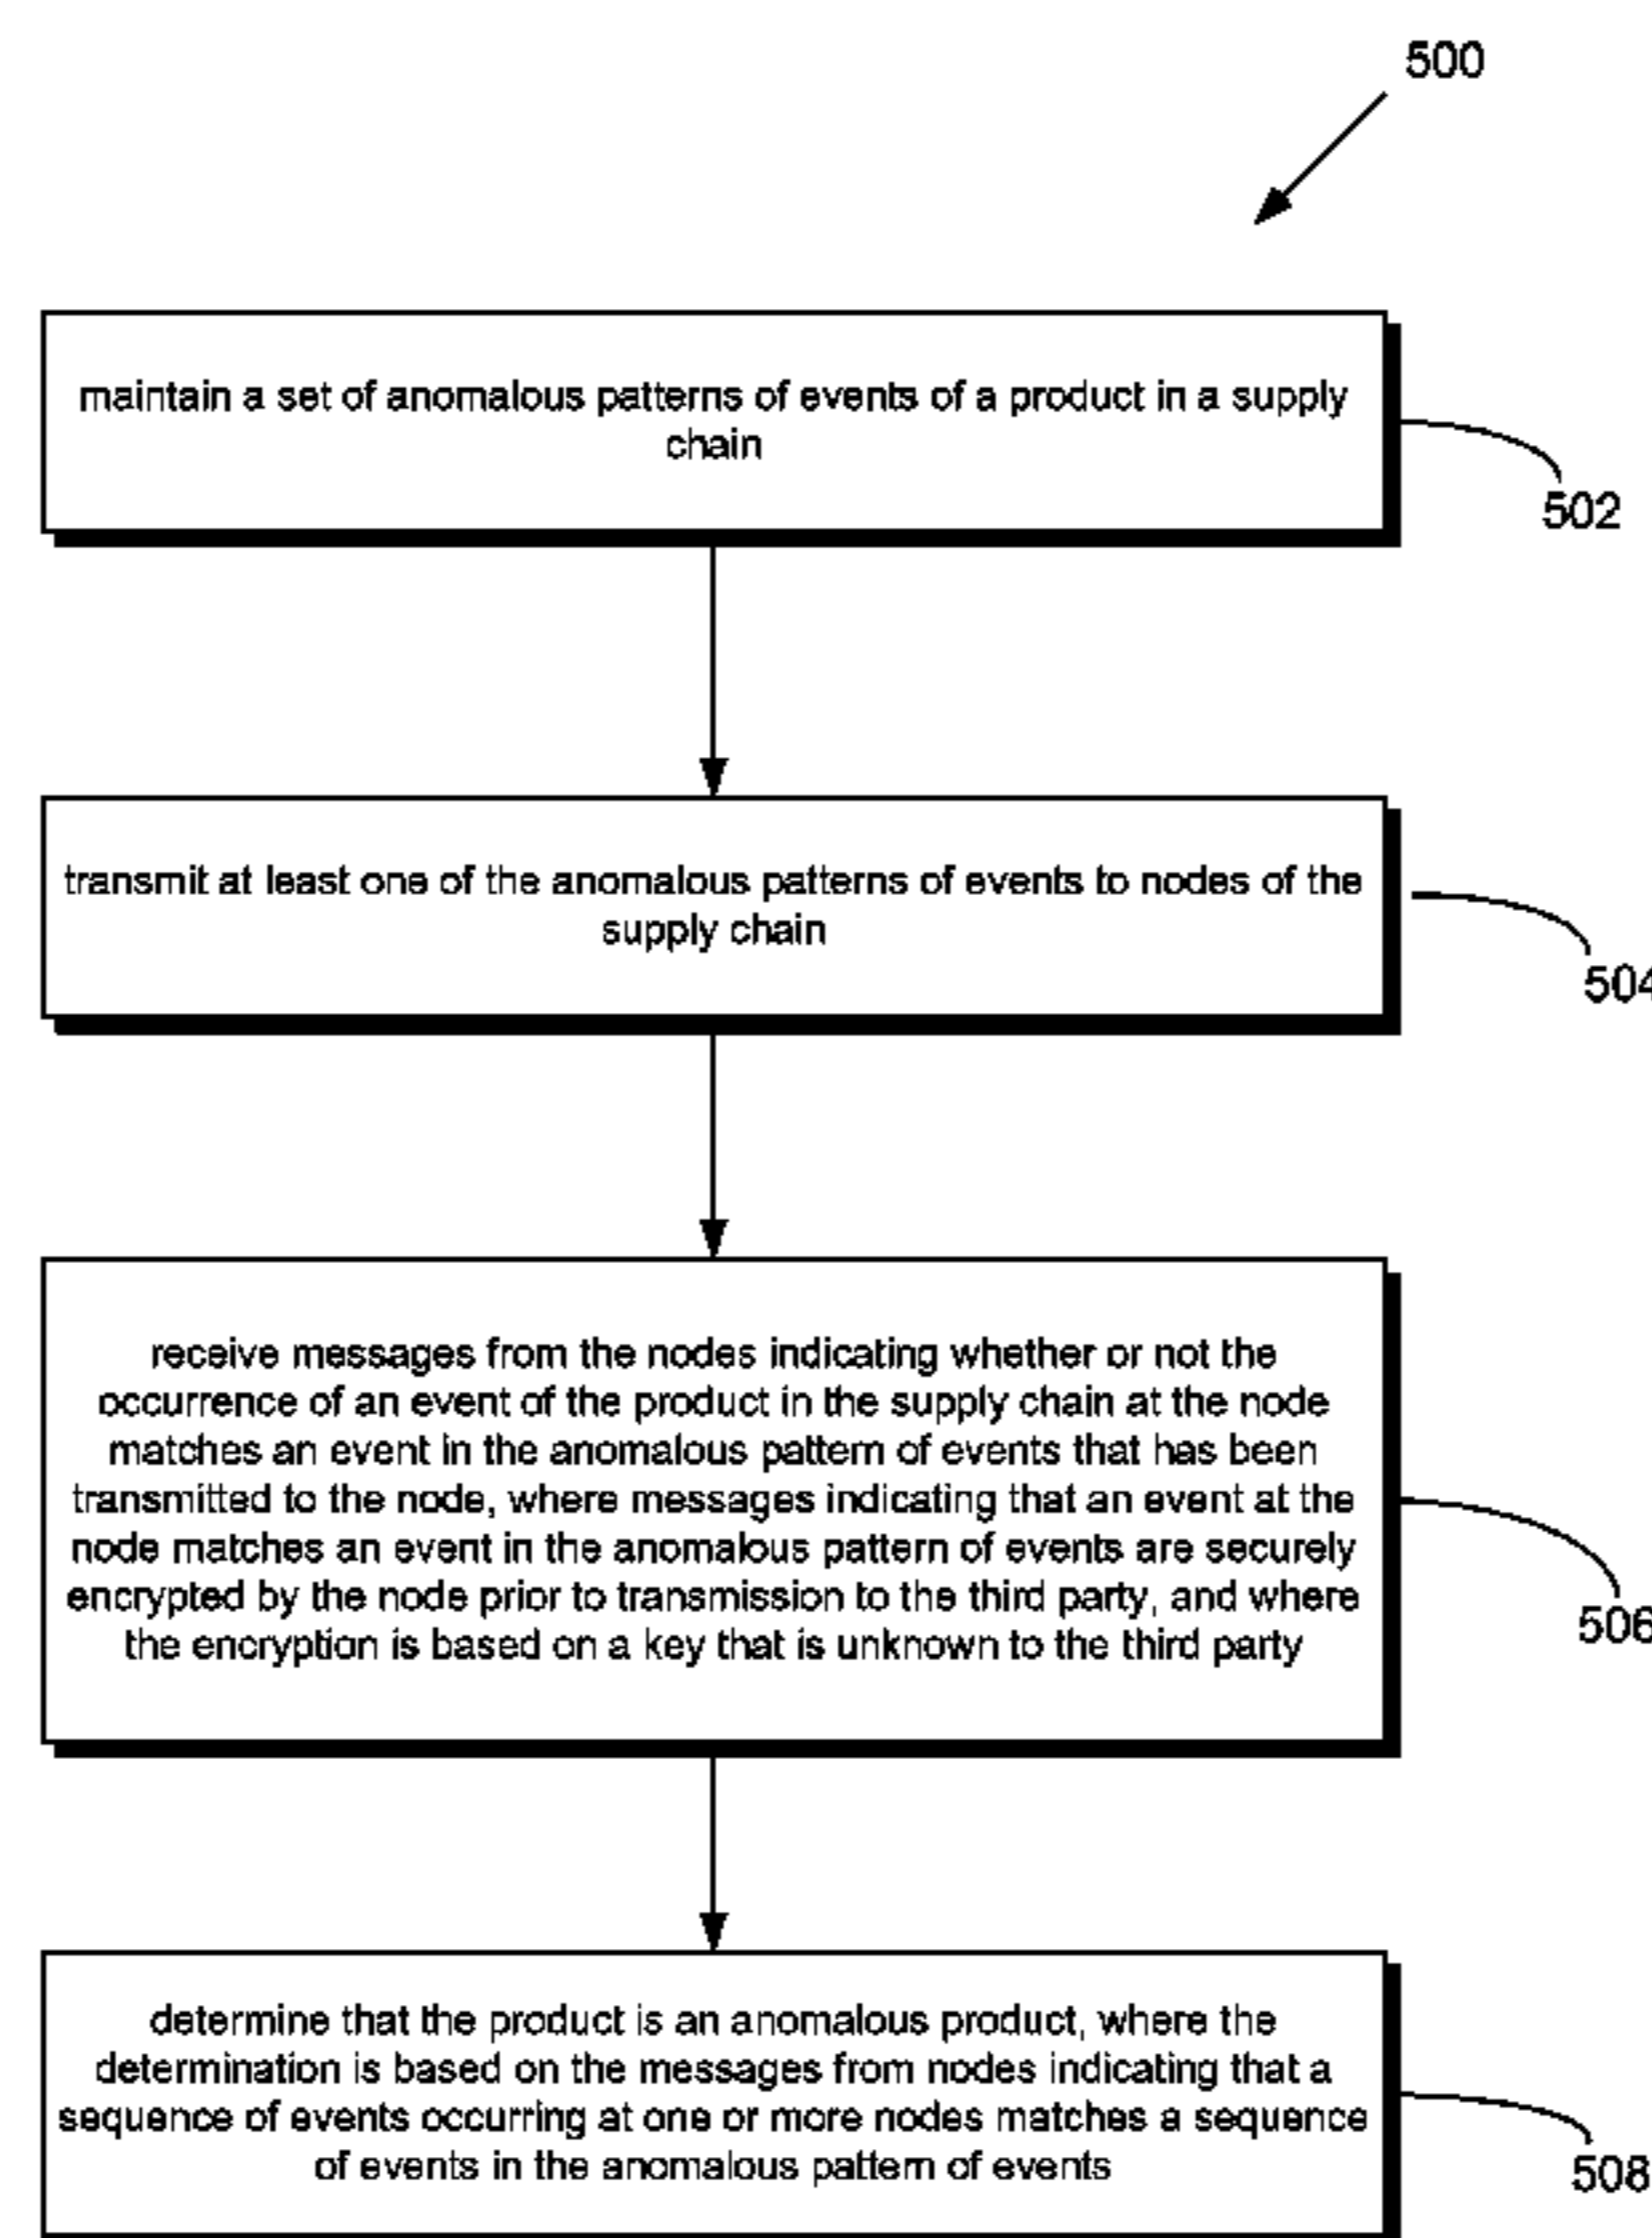 500
maintain a set of anomalous patterns of events of a product in a supply
chain
502
transmit at least one of the anomalous patterns of events to nodes of the
supply chain
504
receive messages from the nodes indicating whether or not the
occurrence of an event of the product in the supply chain at the node
matches an event in the anomalous pattern of events that has been
transmitted to the node, where messages indicating that an event at the
node matches an event in the anomalous pattern of events are securely
encrypted by the node prior to transmission to the third party, and where
the encryption is based on a key that is unknown to the third party
506
determine that the product is an anomalous product, where the
determination is based on the messages from nodes indicating that a
sequence of events occurring at one or more nodes matches a sequence
of events in the anomalous pattern of events
508